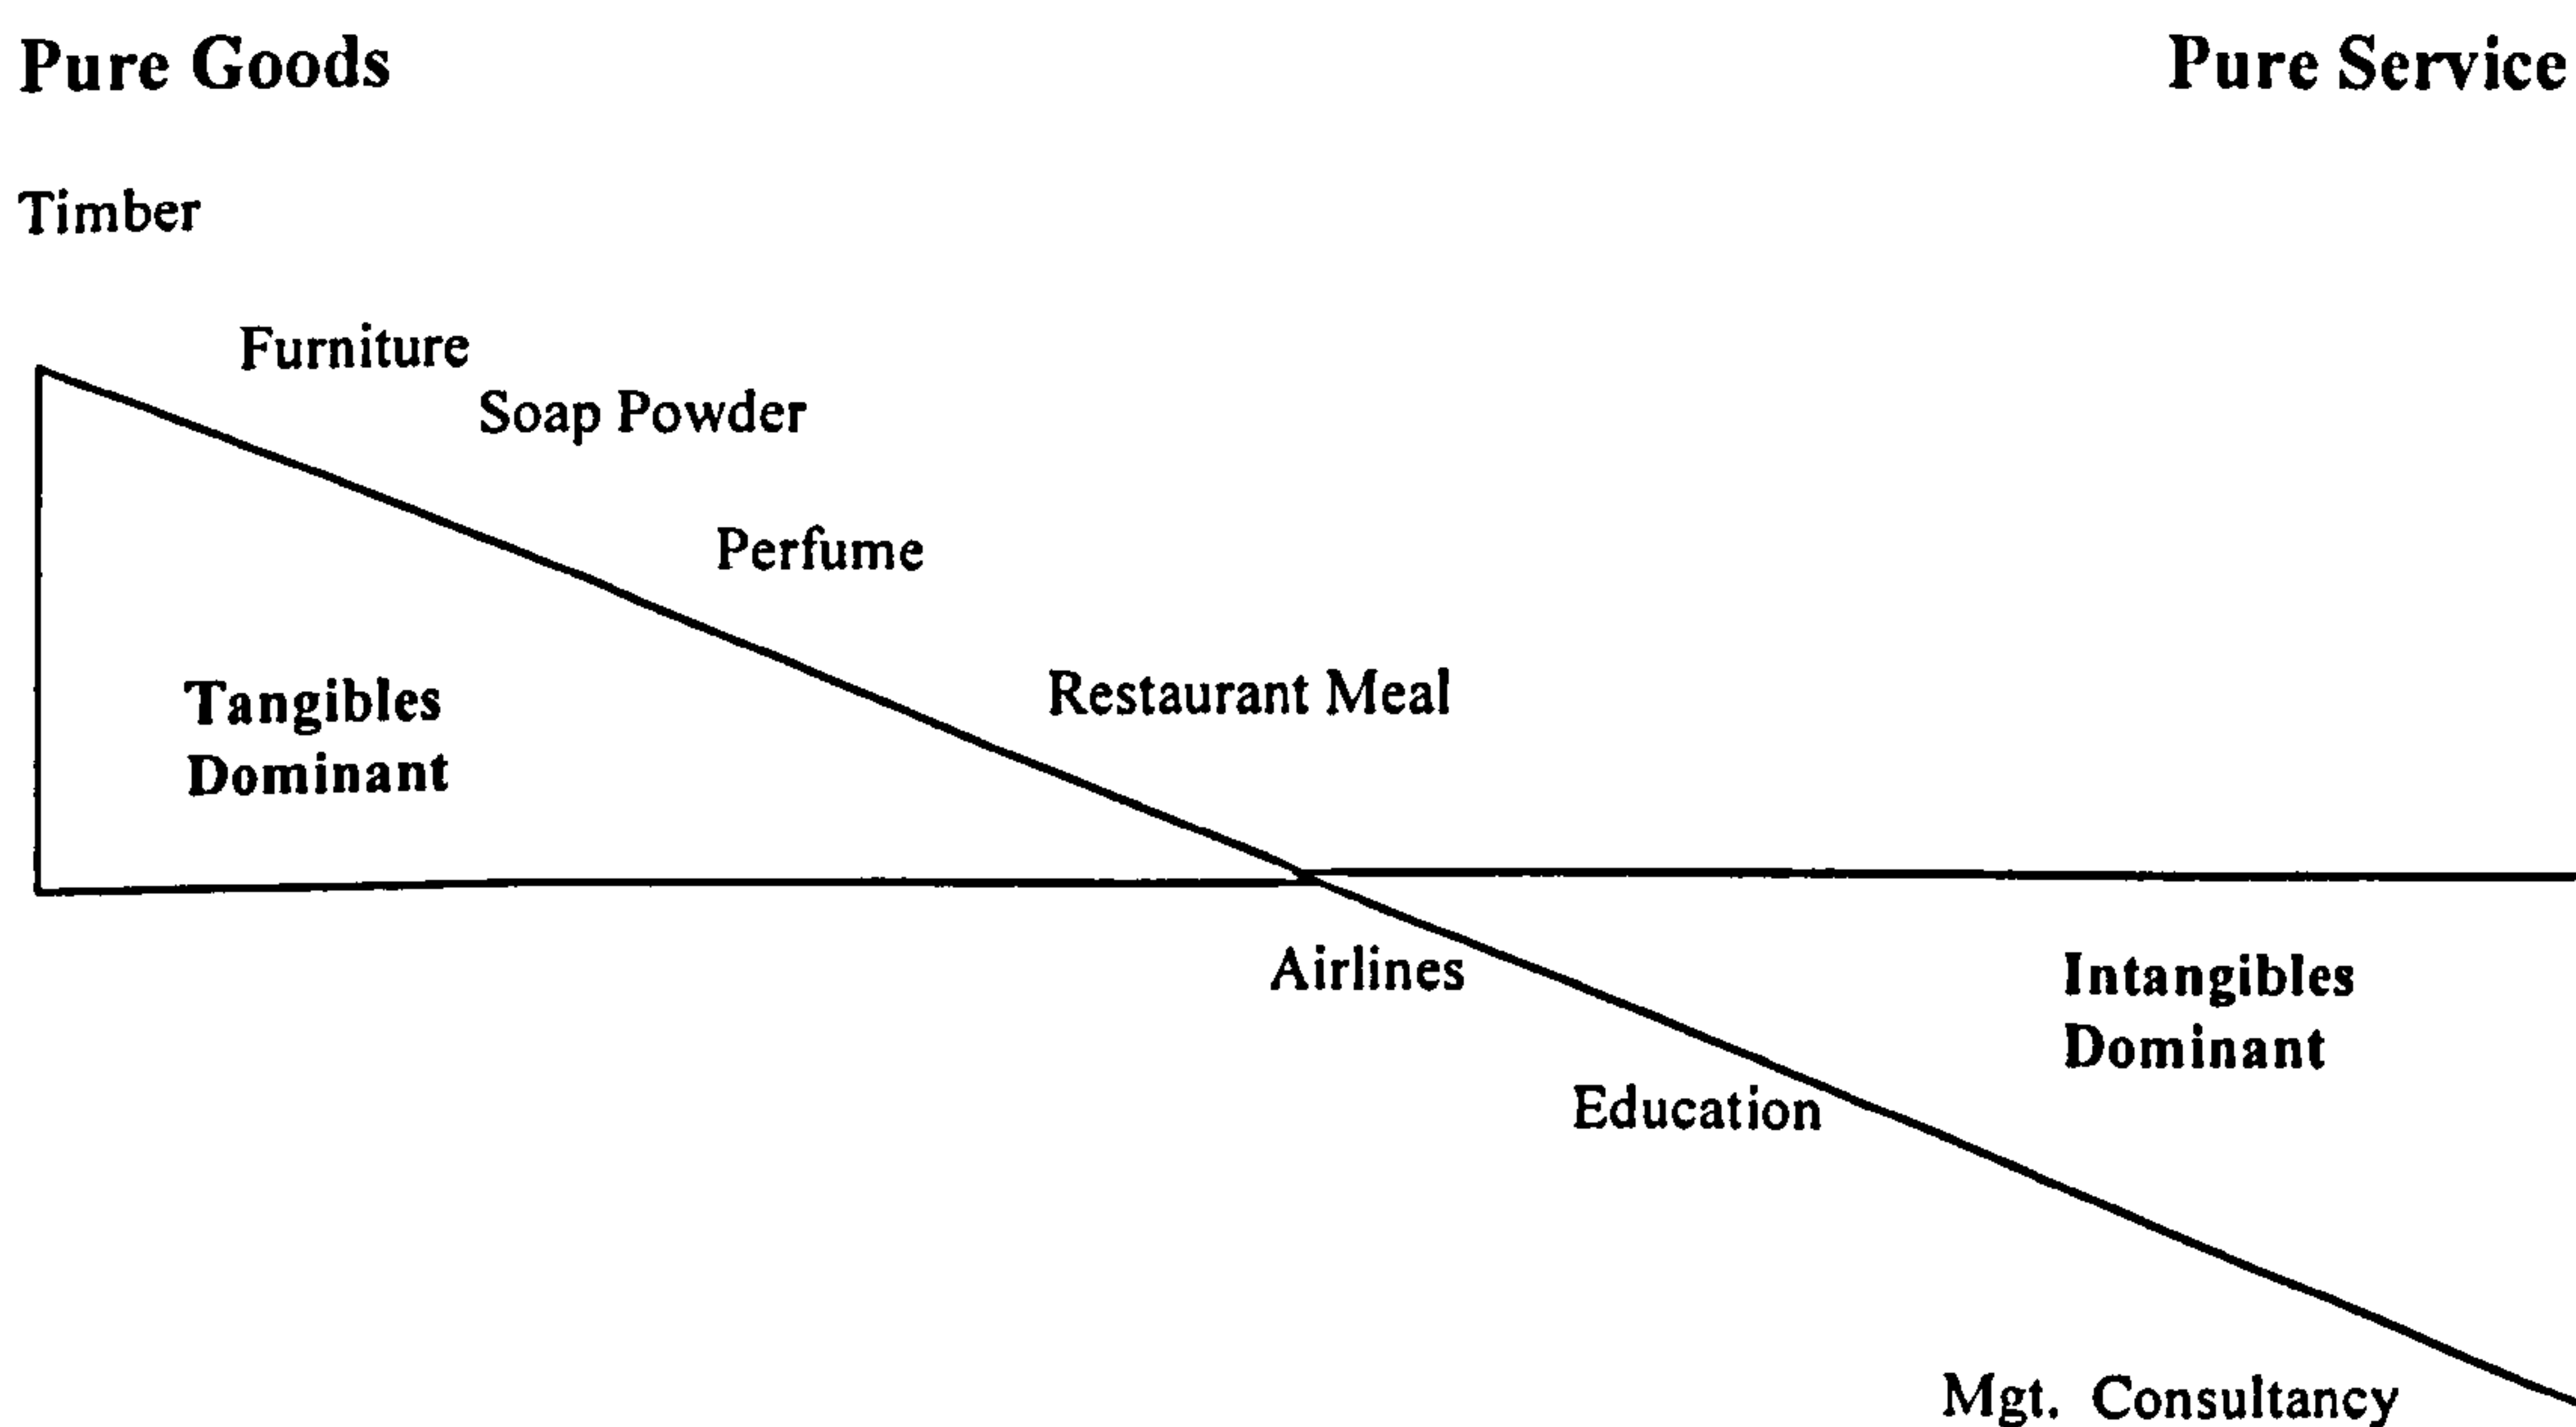 Pure Goods
Pure Service
Timber
Furniture
Soap Powder
Perfume
Restaurant Meal
Tangibles
Dominant
Airlines
Intangibles
Dominant
Education
Mgt. Consultancy